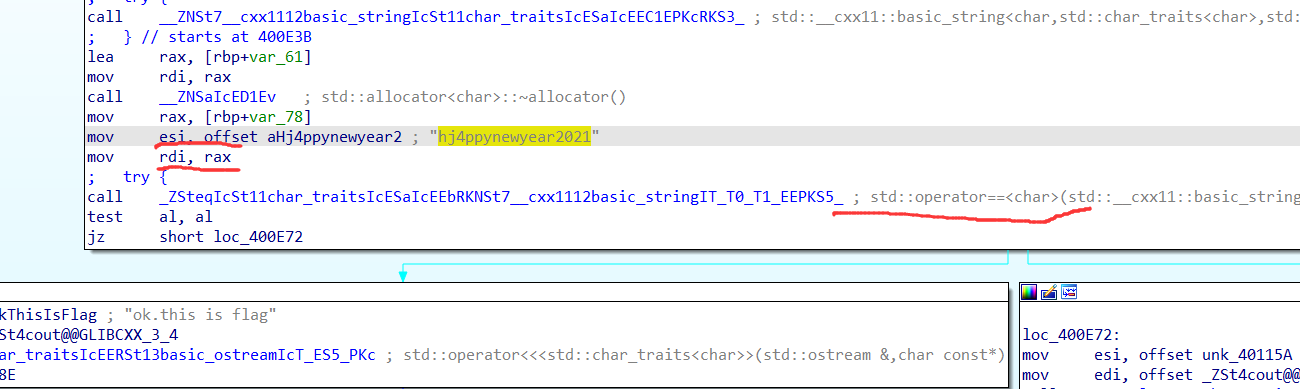 ; try {
call __ZNSt7__cxx1112basic_stringIcSt11char_traitsIcESaIcEEC1EPKcRKS3_ ; std::__cxx11::basic_string<char,std::char_traits<char>,std:
; } // starts at 400E3B
lea rax, [rbp+var_61]
mov rdi, rax
call __ZNSaIcED1Ev ; std::allocator<char>::~allocator()
mov rax, [rbp+var_78]
mov esi, offset aHj4ppynewyear2 ; "hj4ppynewyear2021"
mov rdi, rax
; try {
call _ZSteqIcSt11char_traitsIcESaIcEEbRKNSt7__cxx1112basic_stringIT_T0_T1_EEPKS5_ ; std::operator==<char>(std::__cxx11::basic_string
test al, al
jz short loc_400E72
kThisIsFlag ; "ok.this is flag"
St4cout@@GLIBCXX_3_4
ar_traitsIcEERSt13basic_ostreamIcT_ES5_PKc ; std::operator<<<std::char_traits<char>>(std::ostream &,char const*)
8E
loc_400E72:
mov esi, offset unk_40115A
mov edi, offset _ZSt4cout@@